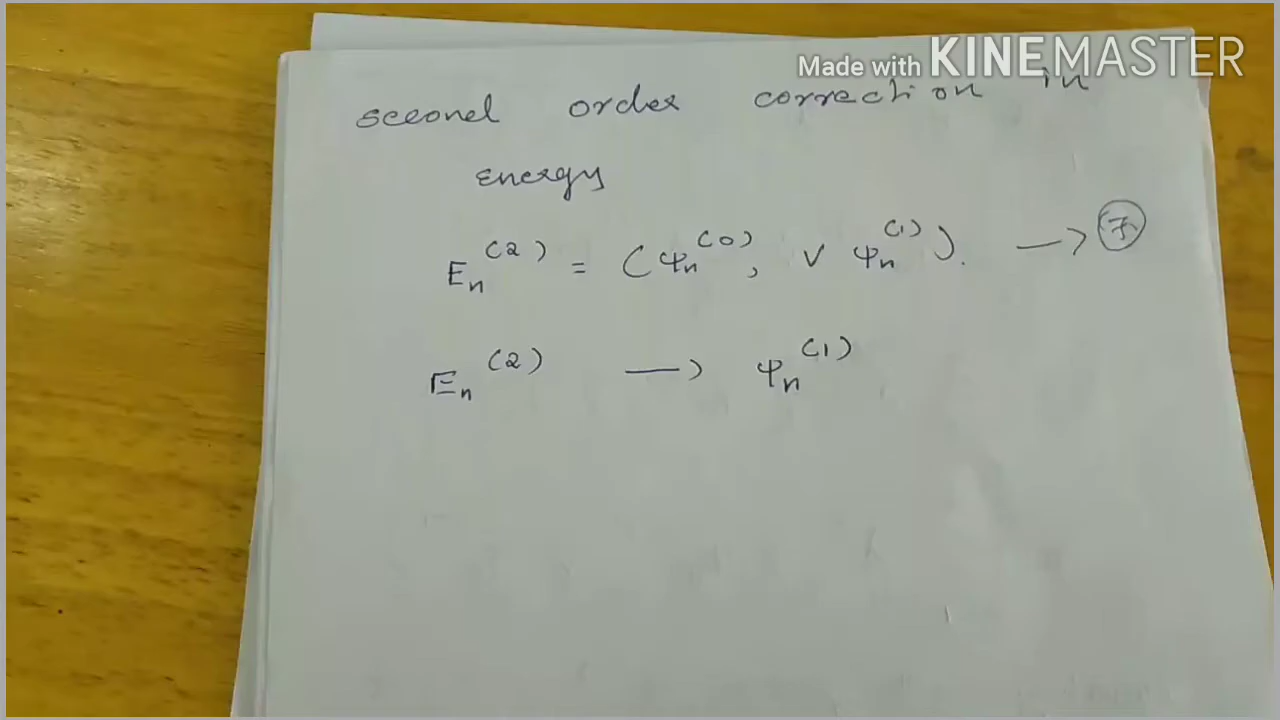 Made with KINEMASTER
second order correction in
energy
Eₙ⁽²⁾ = (Ψₙ⁽⁰⁾, V Ψₙ⁽¹⁾). → (7)
Eₙ⁽²⁾ → Ψₙ⁽¹⁾